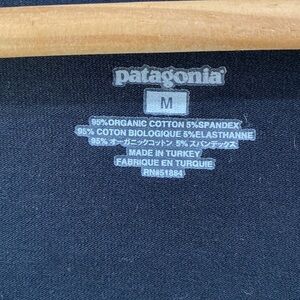 patagonia
M
95%ORGANIC COTTON 5%SPANDEX
95% COTON BIOLOGIQUE 5%ELASTHANNE
95% オーガニックコットン 5% スパンデックス
MADE IN TURKEY
FABRIQUE EN TURQUIE
RN#51884